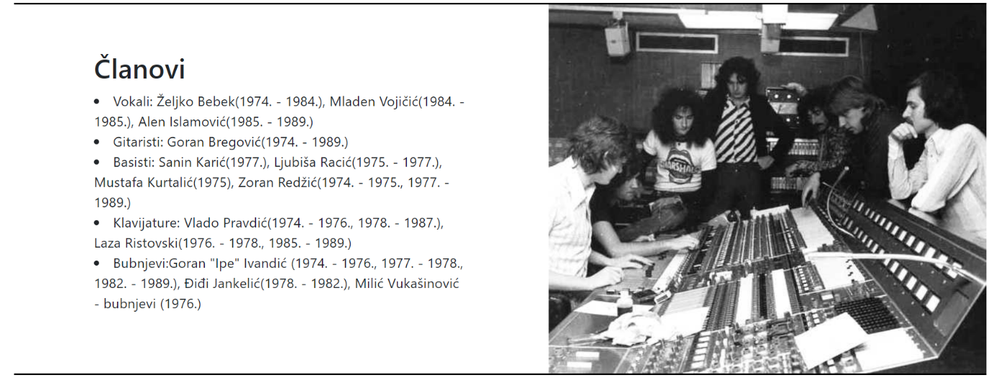 Članovi
• Vokali: Željko Bebek(1974. - 1984.), Mladen Vojičić(1984. -
1985.), Alen Islamović(1985. - 1989.)
• Gitaristi: Goran Bregović(1974. - 1989.)
• Basisti: Sanin Karić(1977.), Ljubiša Racić(1975. - 1977.),
Mustafa Kurtalić(1975), Zoran Redžić(1974. - 1975., 1977. -
1989.)
• Klavijature: Vlado Pravdić(1974. - 1976., 1978. - 1987.),
Laza Ristovski(1976. - 1978., 1985. - 1989.)
• Bubnjevi:Goran "Ipe" Ivandić (1974. - 1976., 1977. - 1978.,
1982. - 1989.), Điđi Jankelić(1978. - 1982.), Milić Vukašinović
- bubnjevi (1976.)
MARSHALL